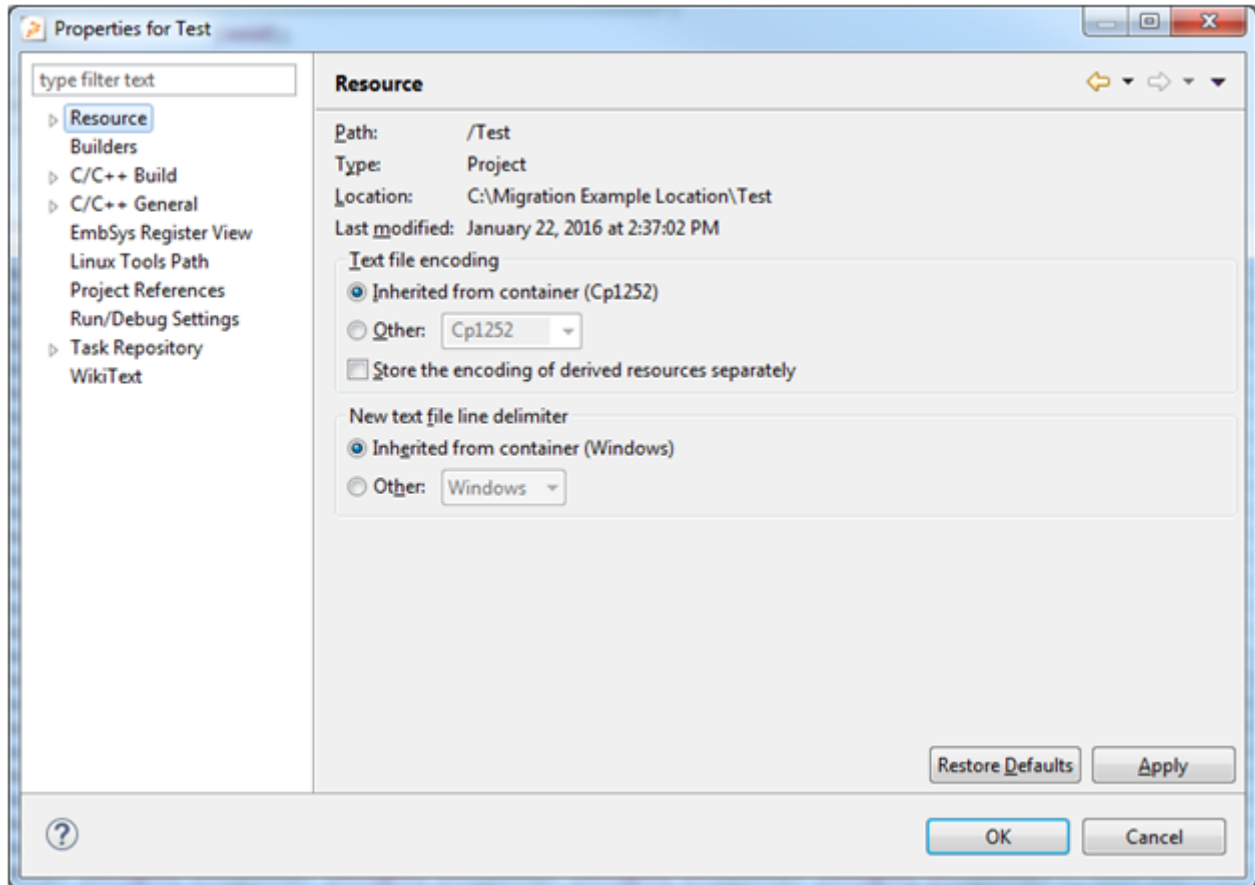 Properties for Test
type filter text
Resource
Builders
C/C++ Build
C/C++ General
EmbSys Register View
Linux Tools Path
Project References
Run/Debug Settings
Task Repository
WikiText
Resource
Path: /Test
Type: Project
Location: C:\Migration Example Location\Test
Last modified: January 22, 2016 at 2:37:02 PM
Text file encoding
Inherited from container (Cp1252)
Other: Cp1252
Store the encoding of derived resources separately
New text file line delimiter
Inherited from container (Windows)
Other: Windows
Restore Defaults Apply
OK Cancel